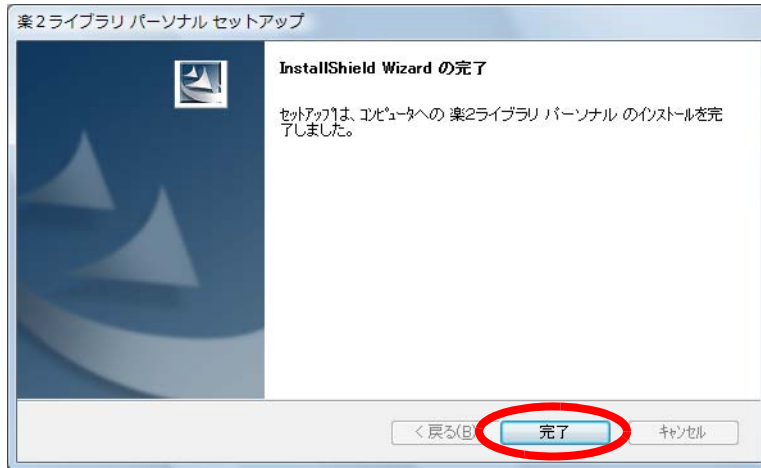 楽2ライブラリ パーソナル セットアップ
InstallShield Wizard の完了
セットアップは、コンピュータへの 楽2ライブラリ パーソナル のインストールを完
了しました。
< 戻る(B)
完了
キャンセル